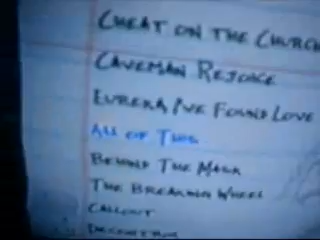 CHEAT ON THE CHURCH
CAVEMAN REJOICE
EUREKA, I'VE FOUND LOVE
ALL OF THIS
BEHIND THE MASK
THE BREAKING WHEEL
CALLOUT